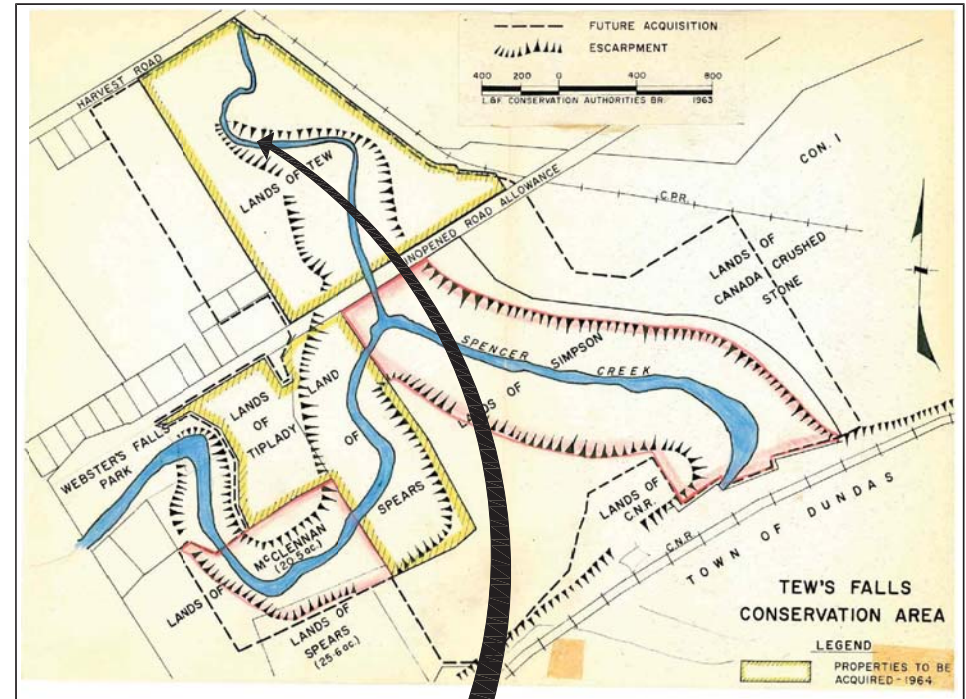 FUTURE ACQUISITION
ESCARPMENT
400 200 0 400 800
L.&F. CONSERVATION AUTHORITIES BR. 1963
HARVEST ROAD
CON. I
LANDS OF TEW
UNOPENED ROAD ALLOWANCE
C.P.R.
LANDS OF
CANADA CRUSHED
STONE
SPENCER
CREEK
LANDS OF
SIMPSON
LANDS
OF
TIPLADY
LAND
OF
SPEARS
WEBSTER'S FALLS
PARK
LANDS OF
McCLENNAN
(20.5 ac.)
LANDS OF
SPEARS
(25.6 ac.)
LANDS OF
C.N.R.
C.N.R.
TOWN OF DUNDAS
TEW'S FALLS
CONSERVATION AREA
LEGEND
PROPERTIES TO BE
ACQUIRED - 1964